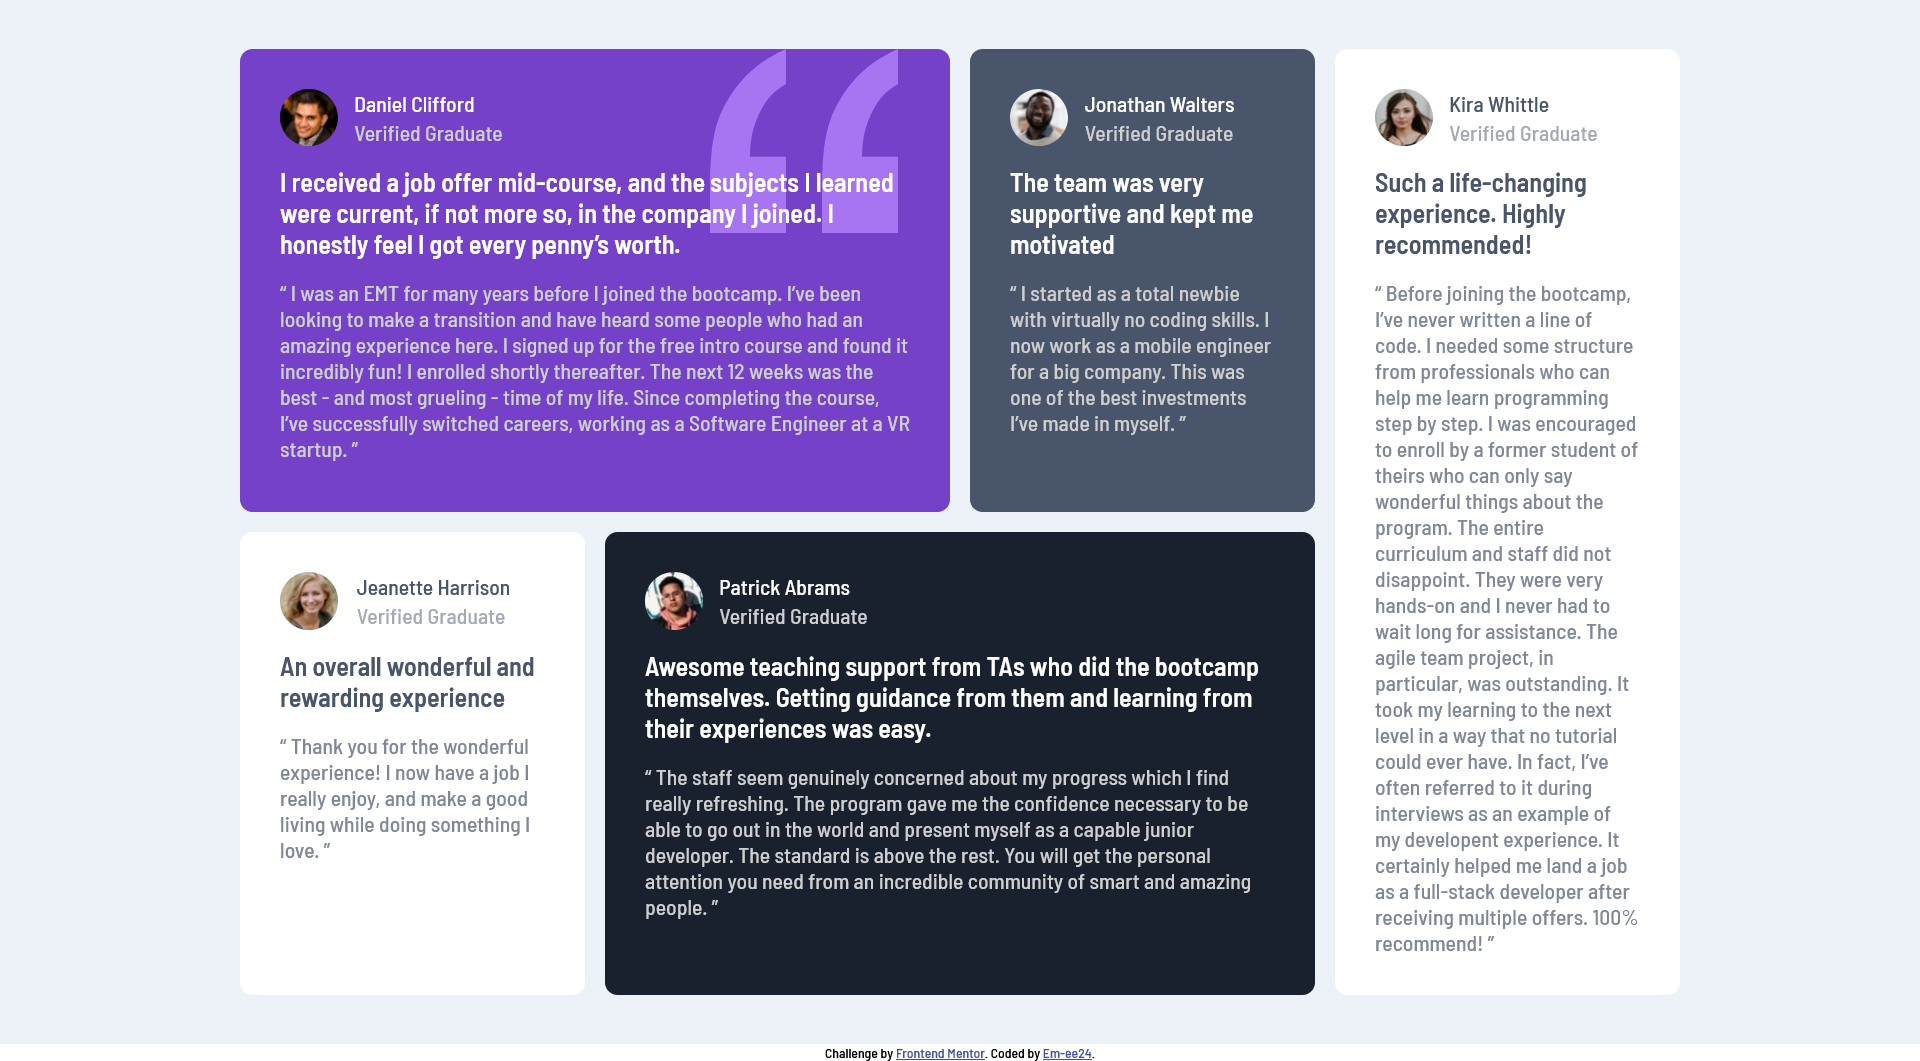 Daniel Clifford
Verified Graduate
I received a job offer mid-course, and the subjects I learned
were current, if not more so, in the company I joined. I
honestly feel I got every penny’s worth.
“ I was an EMT for many years before I joined the bootcamp. I’ve been
looking to make a transition and have heard some people who had an
amazing experience here. I signed up for the free intro course and found it
incredibly fun! I enrolled shortly thereafter. The next 12 weeks was the
best - and most grueling - time of my life. Since completing the course,
I’ve successfully switched careers, working as a Software Engineer at a VR
startup. ”
Jonathan Walters
Verified Graduate
The team was very
supportive and kept me
motivated
“ I started as a total newbie
with virtually no coding skills. I
now work as a mobile engineer
for a big company. This was
one of the best investments
I’ve made in myself. ”
Kira Whittle
Verified Graduate
Such a life-changing
experience. Highly
recommended!
“ Before joining the bootcamp,
I’ve never written a line of
code. I needed some structure
from professionals who can
help me learn programming
step by step. I was encouraged
to enroll by a former student of
theirs who can only say
wonderful things about the
program. The entire
curriculum and staff did not
disappoint. They were very
hands-on and I never had to
wait long for assistance. The
agile team project, in
particular, was outstanding. It
took my learning to the next
level in a way that no tutorial
could ever have. In fact, I’ve
often referred to it during
interviews as an example of
my developent experience. It
certainly helped me land a job
as a full-stack developer after
receiving multiple offers. 100%
recommend! ”
Jeanette Harrison
Verified Graduate
An overall wonderful and
rewarding experience
“ Thank you for the wonderful
experience! I now have a job I
really enjoy, and make a good
living while doing something I
love. ”
Patrick Abrams
Verified Graduate
Awesome teaching support from TAs who did the bootcamp
themselves. Getting guidance from them and learning from
their experiences was easy.
“ The staff seem genuinely concerned about my progress which I find
really refreshing. The program gave me the confidence necessary to be
able to go out in the world and present myself as a capable junior
developer. The standard is above the rest. You will get the personal
attention you need from an incredible community of smart and amazing
people. ”
Challenge by Frontend Mentor. Coded by Em-ee24.